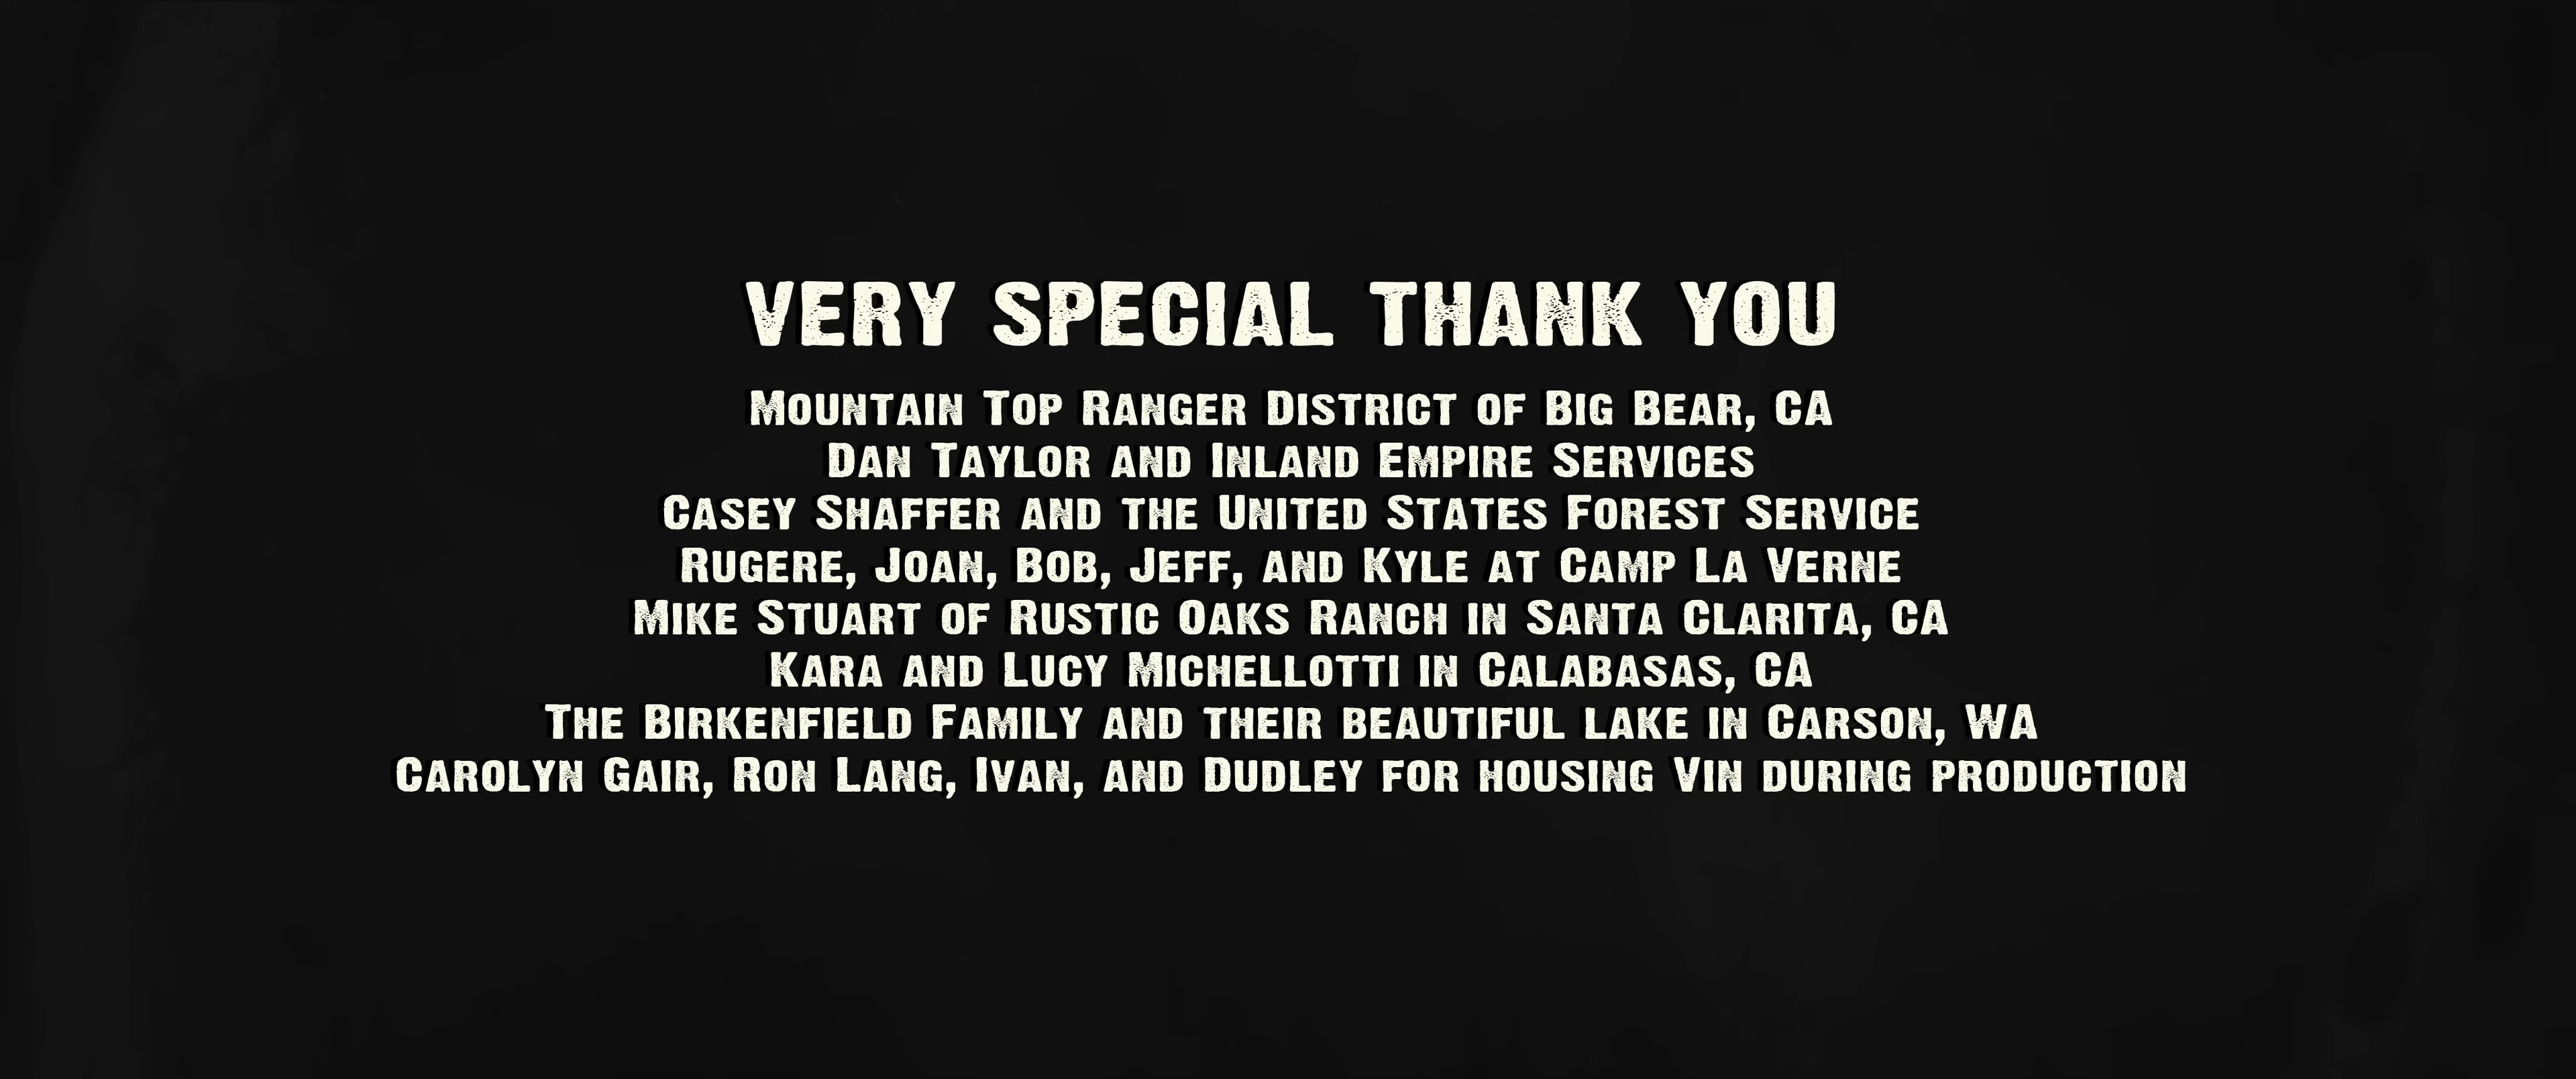 VERY SPECIAL THANK YOU
Mountain Top Ranger District of Big Bear, CA
Dan Taylor and Inland Empire Services
Casey Shaffer and the United States Forest Service
Rugere, Joan, Bob, Jeff, and Kyle at Camp La Verne
Mike Stuart of Rustic Oaks Ranch in Santa Clarita, CA
Kara and Lucy Michellotti in Calabasas, CA
The Birkenfield Family and their beautiful lake in Carson, WA
Carolyn Gair, Ron Lang, Ivan, and Dudley for housing Vin during production